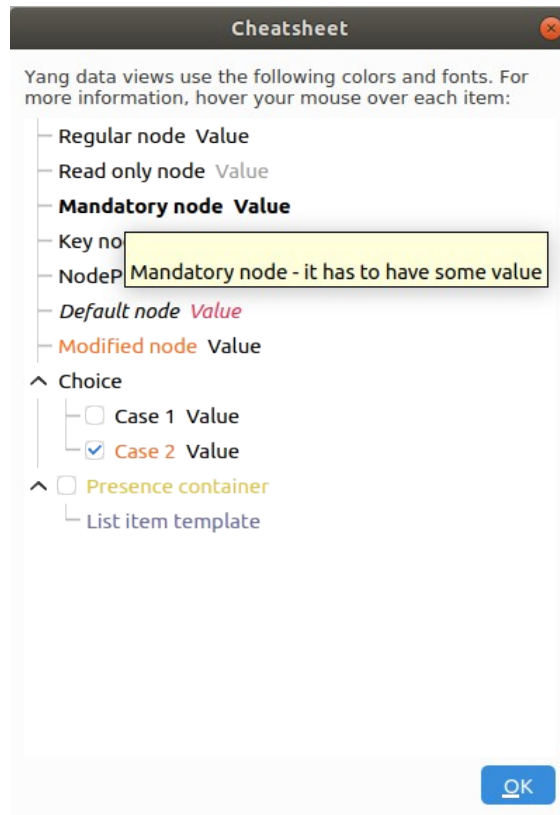 Cheatsheet
Yang data views use the following colors and fonts. For
more information, hover your mouse over each item:
Regular node Value
Read only node Value
Mandatory node Value
Key no
Mandatory node - it has to have some value
NodeP
Default node Value
Modified node Value
Choice
Case 1 Value
Case 2 Value
Presence container
List item template
OK